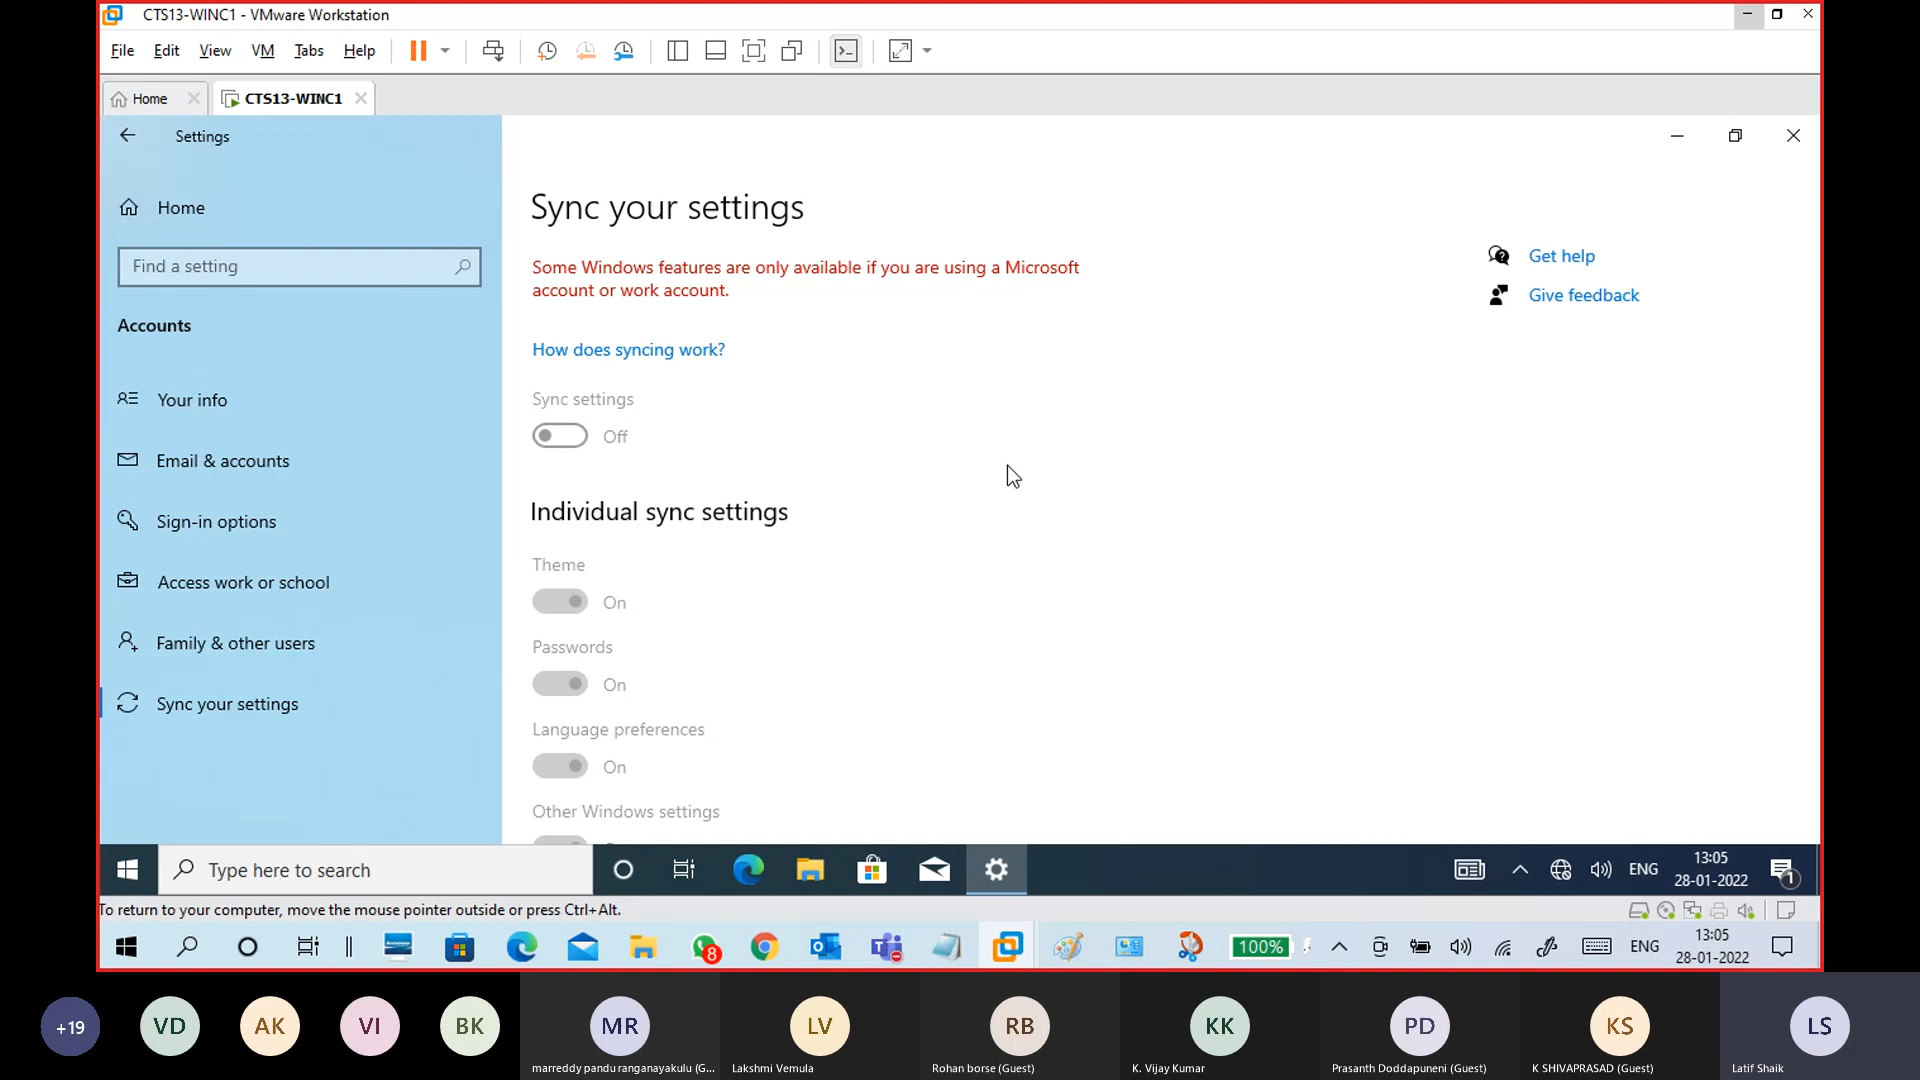 CTS13-WINC1 - VMware Workstation
File Edit View VM Tabs Help
Home CTS13-WINC1
Settings
Home
Find a setting
Accounts
Your info
Email & accounts
Sign-in options
Access work or school
Family & other users
Sync your settings
Sync your settings
Some Windows features are only available if you are using a Microsoft
account or work account.
How does syncing work?
Sync settings
Off
Individual sync settings
Theme
On
Passwords
On
Language preferences
On
Other Windows settings
Get help
Give feedback
Type here to search
ENG
13:05
28-01-2022
1
To return to your computer, move the mouse pointer outside or press Ctrl+Alt.
8
100%
ENG
13:05
28-01-2022
+19 VD AK VI BK MR LV RB KK PD KS LS
marreddy panduranganayakulu (G... Lakshmi Vemula Rohan borse (Guest) K. Vijay Kumar Prasanth Doddapuneni (Guest) K SHIVAPRASAD (Guest) Latif Shaik